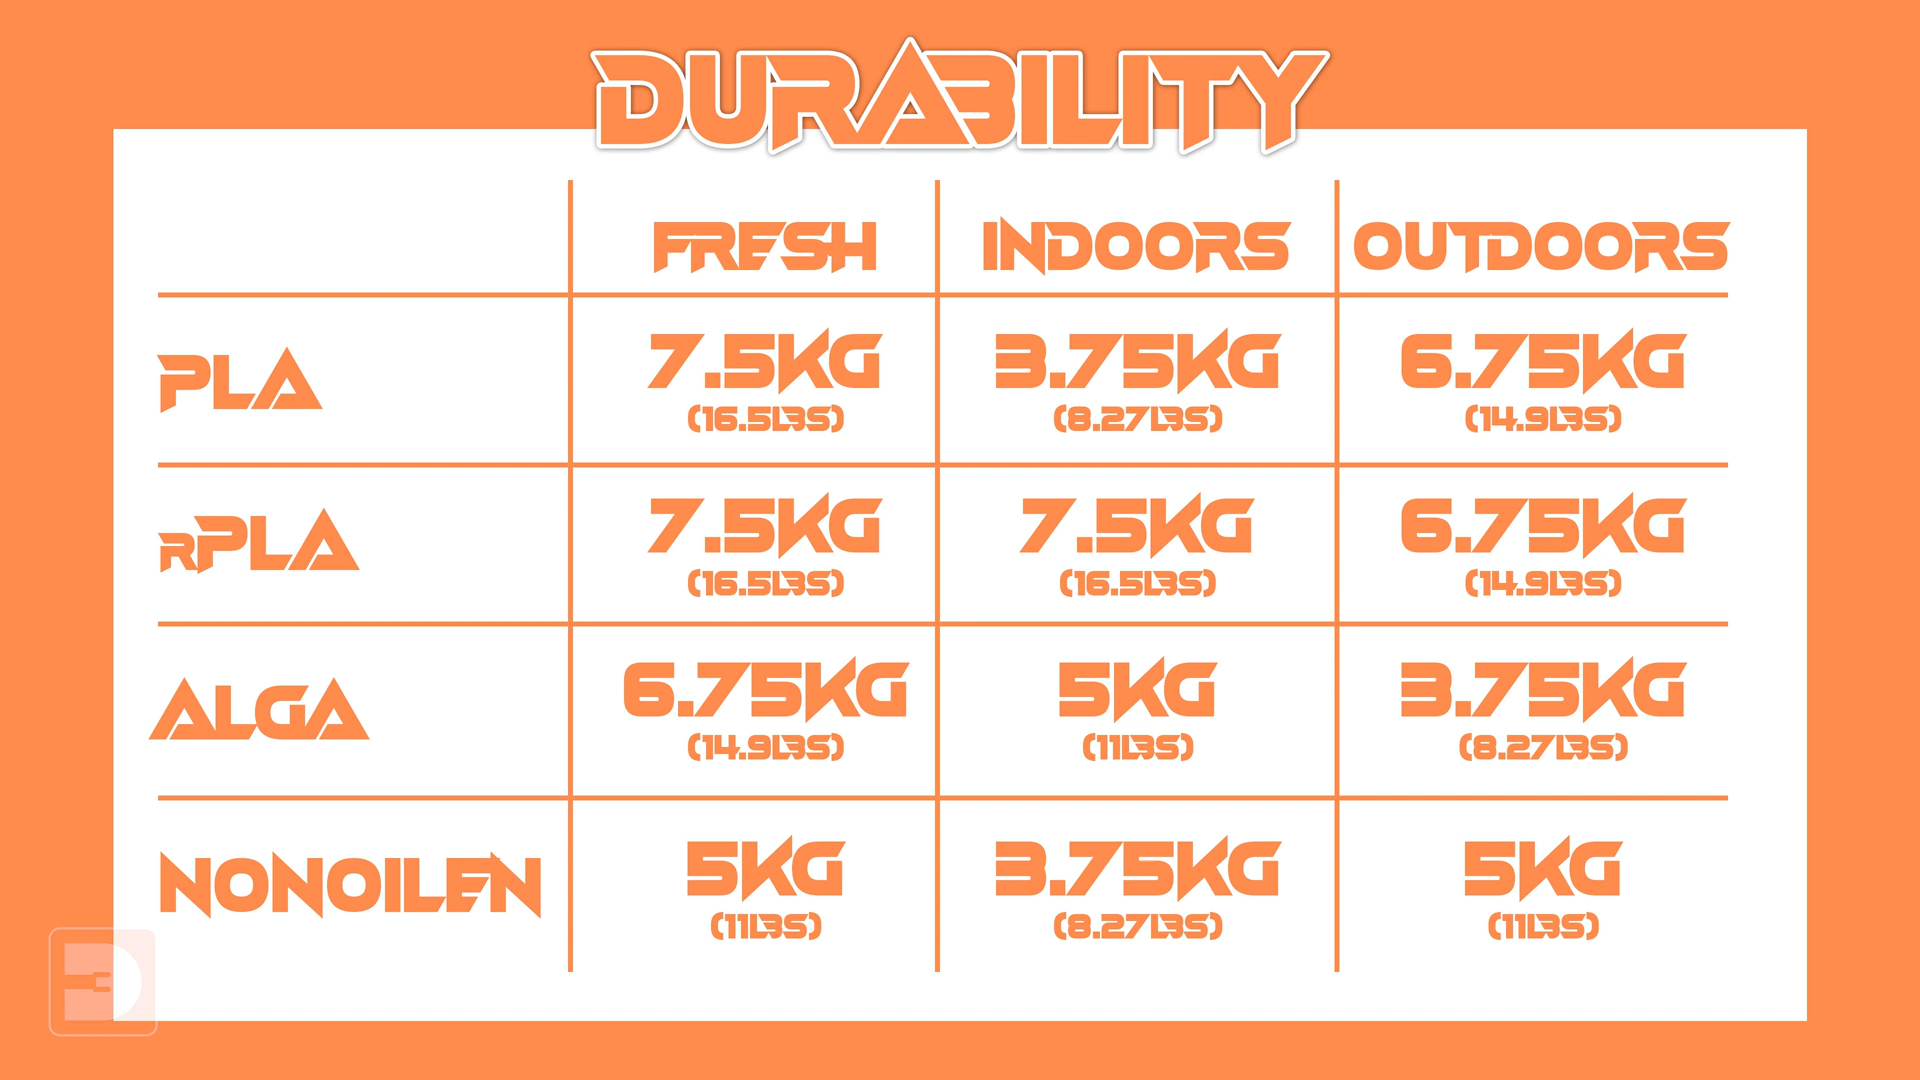 DURABILITY
FRESH INDOORS OUTDOORS
PLA 7.5KG 3.75KG 6.75KG
(16.5LBS) (8.27LBS) (14.9LBS)
RPLA 7.5KG 7.5KG 6.75KG
(16.5LBS) (16.5LBS) (14.9LBS)
ALGA 6.75KG 5KG 3.75KG
(14.9LBS) (11LBS) (8.27LBS)
NONOILEN 5KG 3.75KG 5KG
(11LBS) (8.27LBS) (11LBS)